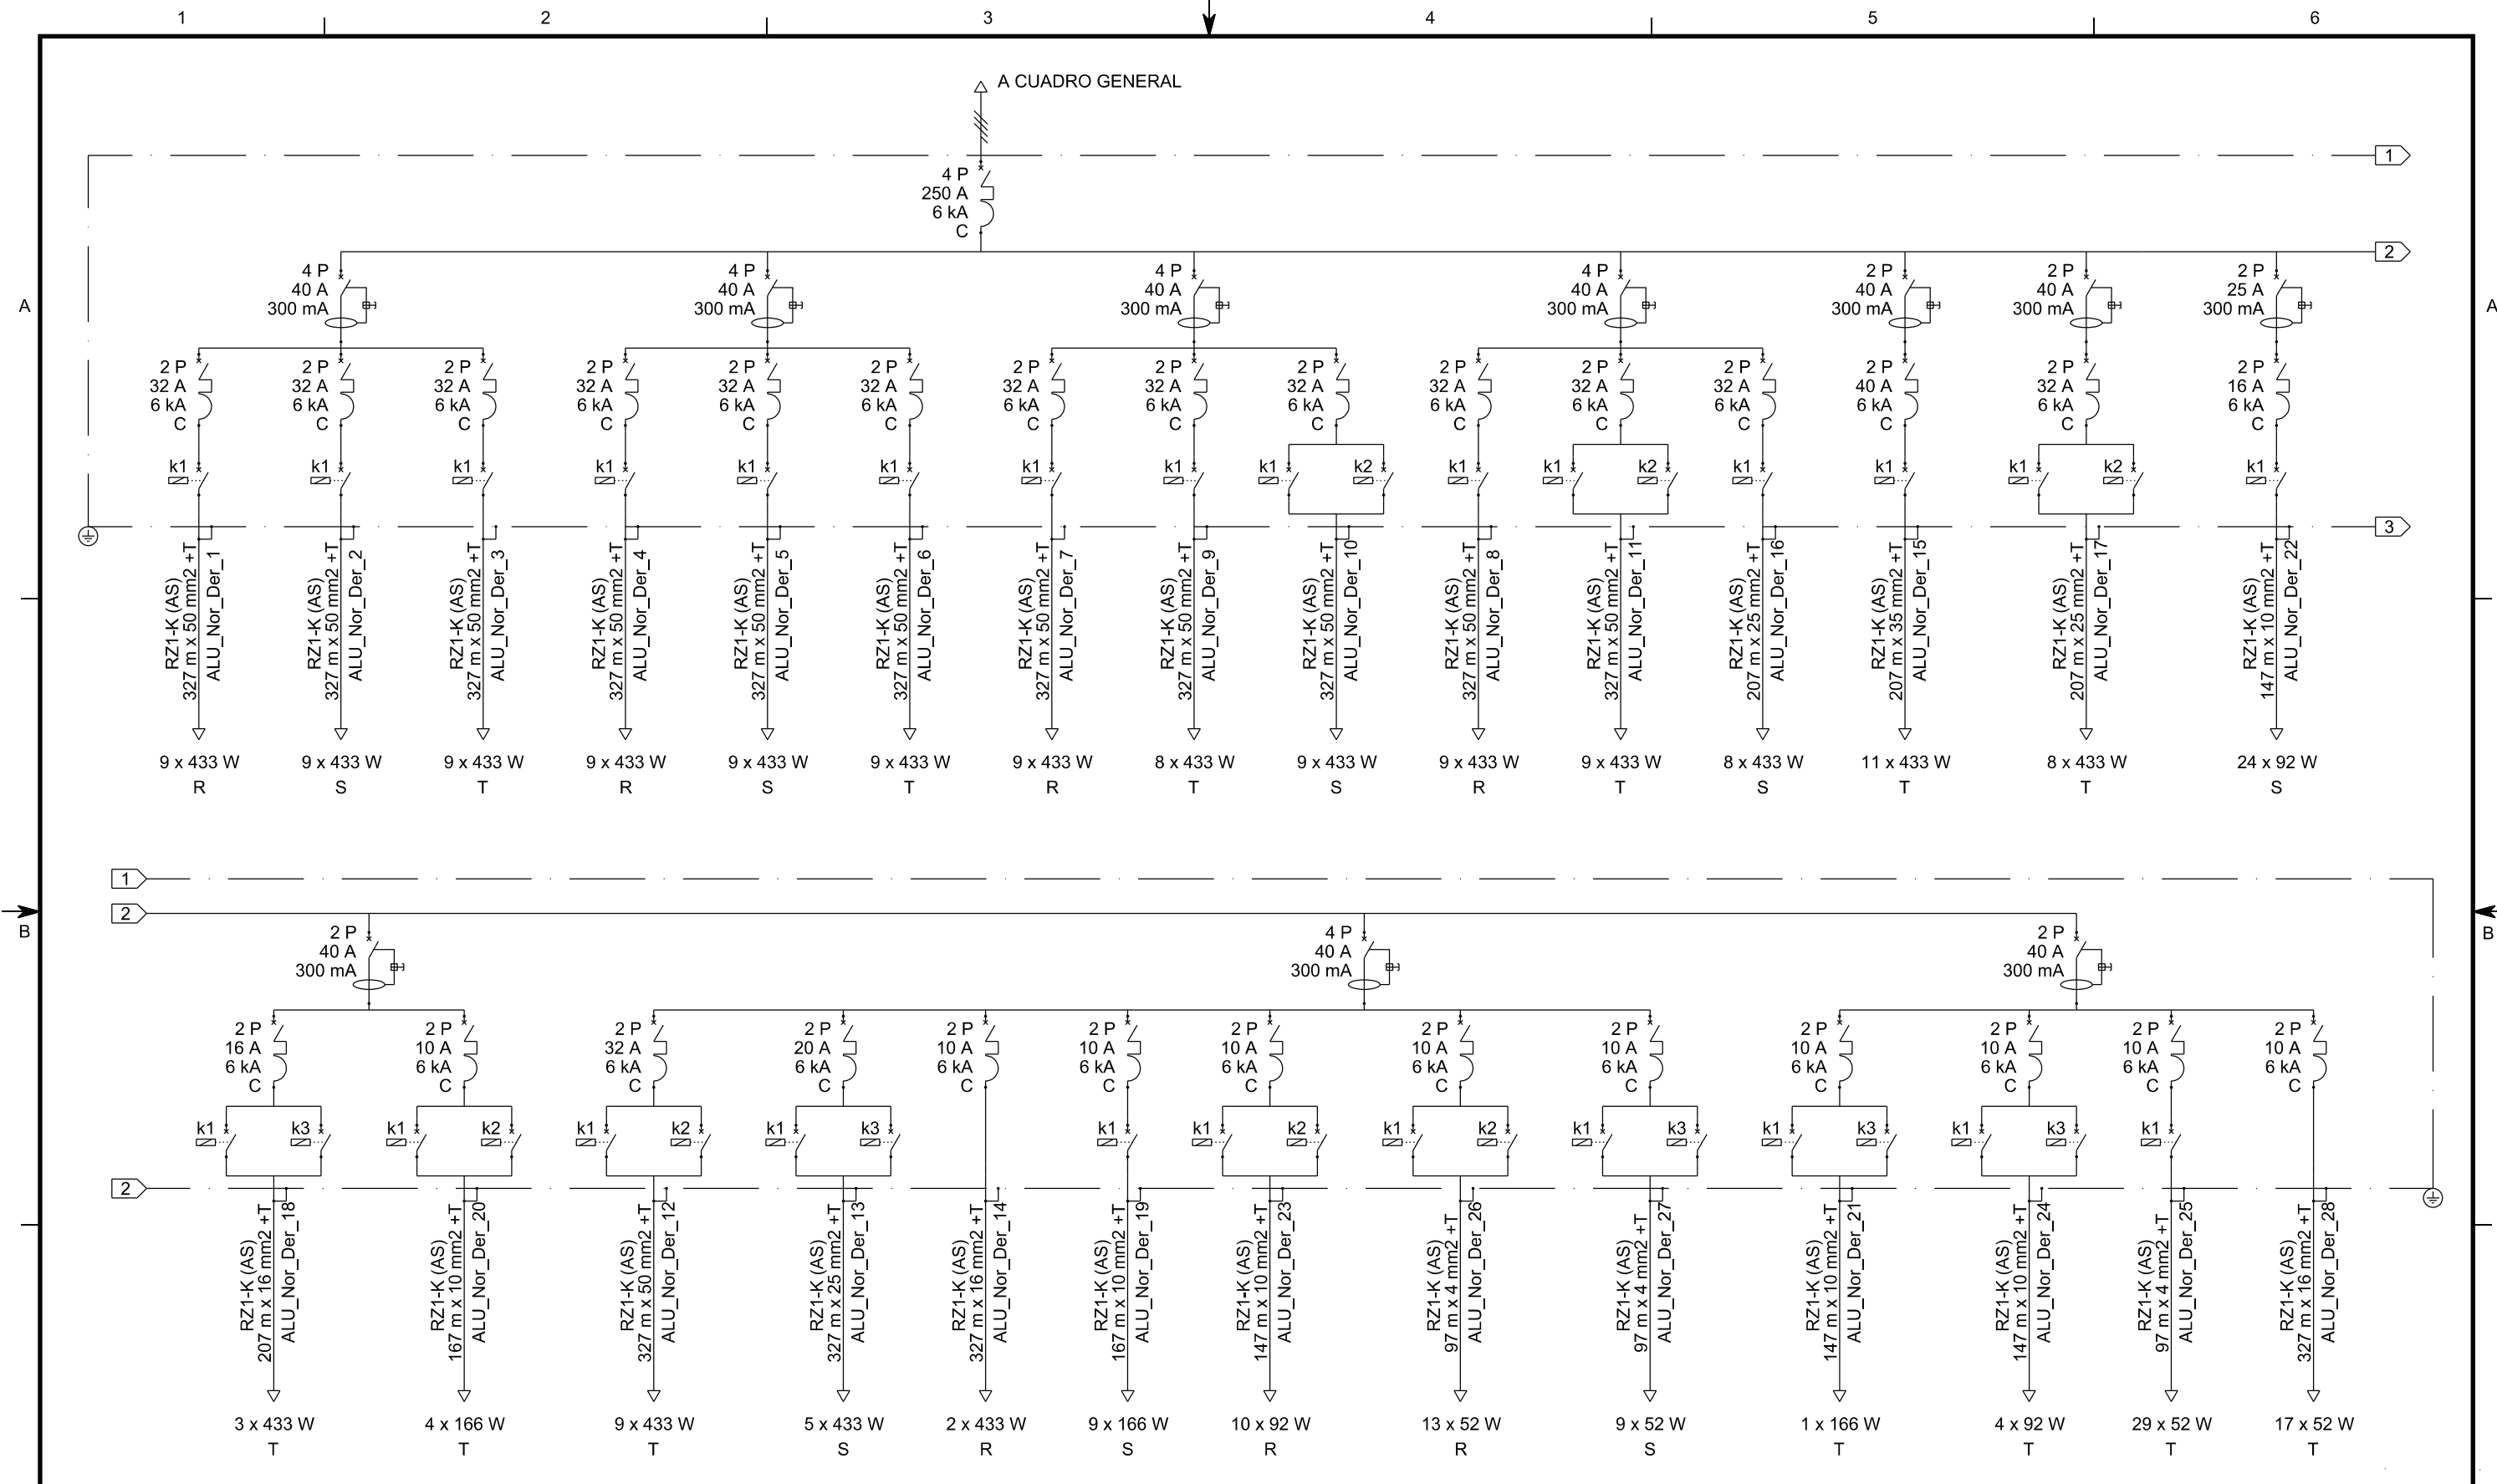 1 2 3 4 5 6
A CUADRO GENERAL
1
4 P
250 A
6 kA
C
2
4 P 4 P 4 P 4 P 2 P 2 P 2 P
40 A 40 A 40 A 40 A 40 A 40 A 25 A
A 300 mA 300 mA 300 mA 300 mA 300 mA 300 mA 300 mA A
2 P 2 P 2 P 2 P 2 P 2 P 2 P 2 P 2 P 2 P 2 P 2 P 2 P 2 P 2 P
32 A 32 A 32 A 32 A 32 A 32 A 32 A 32 A 32 A 32 A 32 A 32 A 40 A 32 A 16 A
6 kA 6 kA 6 kA 6 kA 6 kA 6 kA 6 kA 6 kA 6 kA 6 kA 6 kA 6 kA 6 kA 6 kA 6 kA
C C C C C C C C C C C C C C C
k1 k1 k1 k1 k1 k1 k1 k1 k1 k2 k1 k1 k2 k1 k1 k1 k2 k1
3
RZ1-K (AS)
327 m x 50 mm2 +T
ALU_Nor_Der_1
RZ1-K (AS)
327 m x 50 mm2 +T
ALU_Nor_Der_2
RZ1-K (AS)
327 m x 50 mm2 +T
ALU_Nor_Der_3
RZ1-K (AS)
327 m x 50 mm2 +T
ALU_Nor_Der_4
RZ1-K (AS)
327 m x 50 mm2 +T
ALU_Nor_Der_5
RZ1-K (AS)
327 m x 50 mm2 +T
ALU_Nor_Der_6
RZ1-K (AS)
327 m x 50 mm2 +T
ALU_Nor_Der_7
RZ1-K (AS)
327 m x 50 mm2 +T
ALU_Nor_Der_9
RZ1-K (AS)
327 m x 50 mm2 +T
ALU_Nor_Der_10
RZ1-K (AS)
327 m x 50 mm2 +T
ALU_Nor_Der_8
RZ1-K (AS)
327 m x 50 mm2 +T
ALU_Nor_Der_11
RZ1-K (AS)
207 m x 25 mm2 +T
ALU_Nor_Der_16
RZ1-K (AS)
207 m x 35 mm2 +T
ALU_Nor_Der_15
RZ1-K (AS)
207 m x 25 mm2 +T
ALU_Nor_Der_17
RZ1-K (AS)
147 m x 10 mm2 +T
ALU_Nor_Der_22
9 x 433 W 9 x 433 W 9 x 433 W 9 x 433 W 9 x 433 W 9 x 433 W 9 x 433 W 8 x 433 W 9 x 433 W 9 x 433 W 9 x 433 W 8 x 433 W 11 x 433 W 8 x 433 W 24 x 92 W
R S T R S T R T S R T S T T S
1
2
B B
2 P 4 P 2 P
40 A 40 A 40 A
300 mA 300 mA 300 mA
2 P 2 P 2 P 2 P 2 P 2 P 2 P 2 P 2 P 2 P 2 P 2 P 2 P
16 A 10 A 32 A 20 A 10 A 10 A 10 A 10 A 10 A 10 A 10 A 10 A 10 A
6 kA 6 kA 6 kA 6 kA 6 kA 6 kA 6 kA 6 kA 6 kA 6 kA 6 kA 6 kA 6 kA
C C C C C C C C C C C C C
k1 k3 k1 k2 k1 k2 k1 k3 k1 k1 k2 k1 k2 k1 k3 k1 k3 k1 k3 k1
2
RZ1-K (AS)
207 m x 16 mm2 +T
ALU_Nor_Der_18
RZ1-K (AS)
167 m x 10 mm2 +T
ALU_Nor_Der_20
RZ1-K (AS)
327 m x 50 mm2 +T
ALU_Nor_Der_12
RZ1-K (AS)
327 m x 25 mm2 +T
ALU_Nor_Der_13
RZ1-K (AS)
327 m x 16 mm2 +T
ALU_Nor_Der_14
RZ1-K (AS)
167 m x 10 mm2 +T
ALU_Nor_Der_19
RZ1-K (AS)
147 m x 10 mm2 +T
ALU_Nor_Der_23
RZ1-K (AS)
97 m x 4 mm2 +T
ALU_Nor_Der_26
RZ1-K (AS)
97 m x 4 mm2 +T
ALU_Nor_Der_27
RZ1-K (AS)
147 m x 10 mm2 +T
ALU_Nor_Der_21
RZ1-K (AS)
147 m x 10 mm2 +T
ALU_Nor_Der_24
RZ1-K (AS)
97 m x 4 mm2 +T
ALU_Nor_Der_25
RZ1-K (AS)
327 m x 16 mm2 +T
ALU_Nor_Der_28
3 x 433 W 4 x 166 W 9 x 433 W 5 x 433 W 2 x 433 W 9 x 166 W 10 x 92 W 13 x 52 W 9 x 52 W 1 x 166 W 4 x 92 W 29 x 52 W 17 x 52 W
T T T S R S R R S T T T T